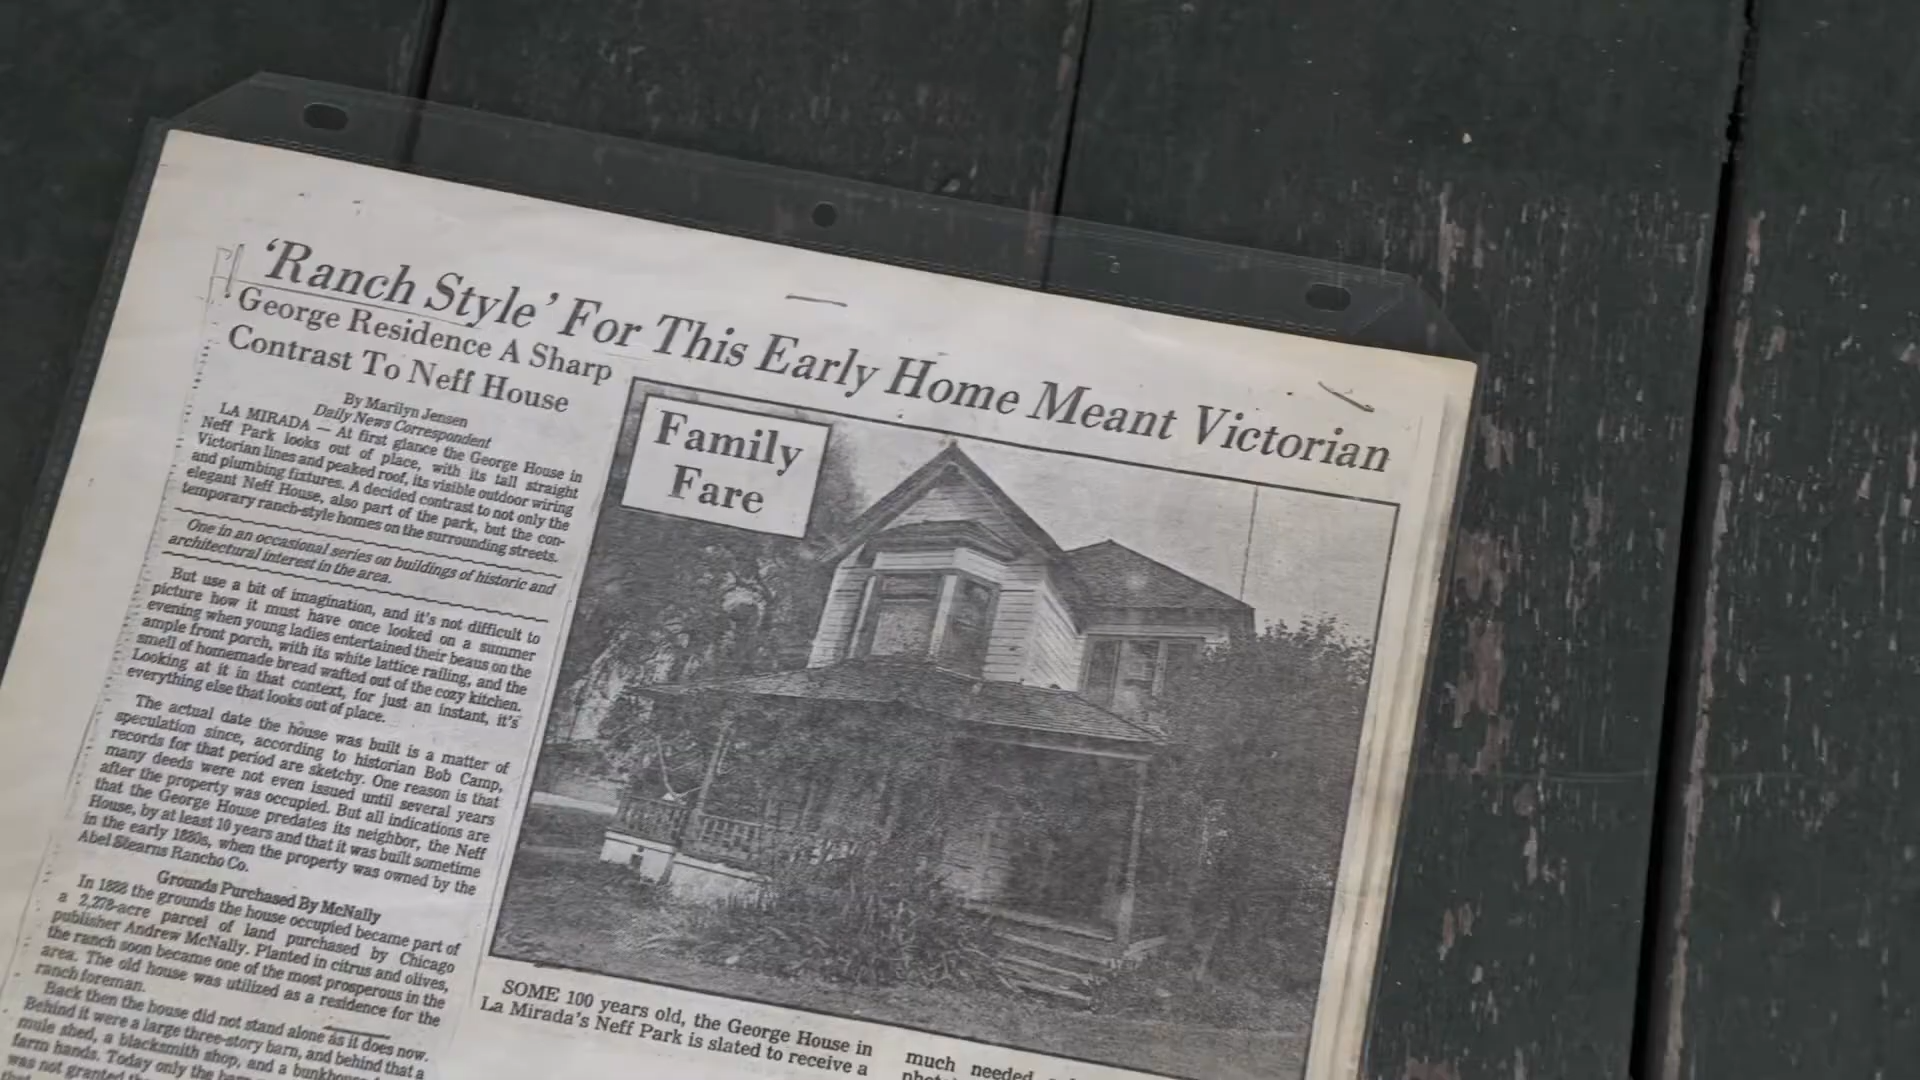 ‘Ranch Style’ For This Early Home Meant Victorian
George Residence A Sharp
Contrast To Neff House
By Marilyn Jensen
Daily News Correspondent
LA MIRADA — At first glance the George House in
Neff Park looks out of place, with its tall straight
Victorian lines and peaked roof, its visible outdoor wiring
and plumbing fixtures. A decided contrast to not only the
elegant Neff House, also part of the park, but the con-
temporary ranch-style homes on the surrounding streets.
One in an occasional series on buildings of historic and
architectural interest in the area.
But use a bit of imagination, and it's not difficult to
picture how it must have once looked on a summer
evening when young ladies entertained their beaus on the
ample front porch, with its white lattice railing, and the
smell of homemade bread wafted out of the cozy kitchen.
Looking at it in that context, for just an instant, it's
everything else that looks out of place.
The actual date the house was built is a matter of
speculation since, according to historian Bob Camp,
records for that period are sketchy. One reason is that
many deeds were not even issued until several years
after the property was occupied. But all indications are
that the George House predates its neighbor, the Neff
House, by at least 10 years and that it was built sometime
in the early 1880s, when the property was owned by the
Abel Stearns Rancho Co.
Grounds Purchased By McNally
In 1888 the grounds the house occupied became part of
a 2,278-acre parcel of land purchased by Chicago
publisher Andrew McNally. Planted in citrus and olives,
the ranch soon became one of the most prosperous in the
area. The old house was utilized as a residence for the
ranch foreman.
Back then the house did not stand alone as it does now.
Behind it were a large three-story barn, and behind that a
mule shed, a blacksmith shop, and a
farm hands. Today only the
was not granted
Family
Fare
SOME 100 years old, the George House in
La Mirada's Neff Park is slated to receive a
much needed